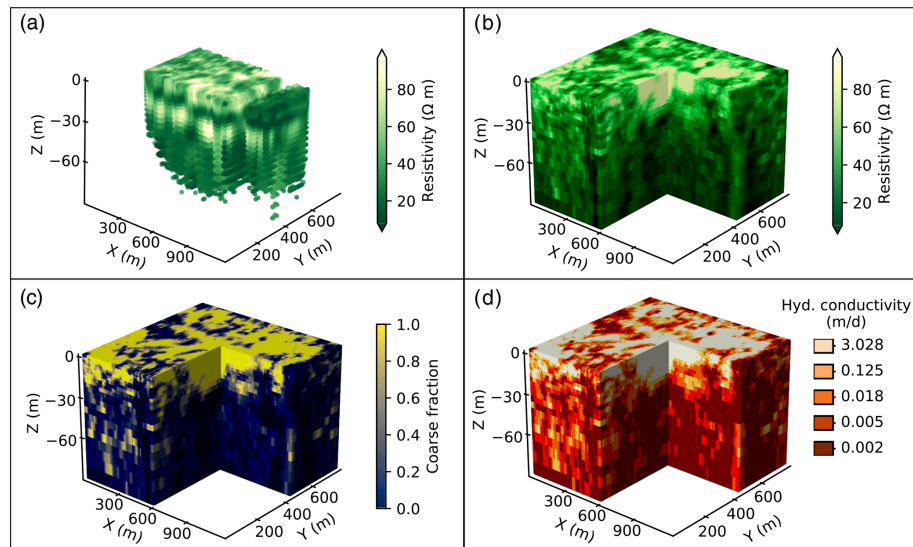 (a)
0
−30
−60
Z (m)
300
600
900
X (m)
200
400
600
Y (m)
80
60
40
20
Resistivity (Ω m)
(b)
0
−30
−60
Z (m)
300
600
900
X (m)
200
400
600
Y (m)
80
60
40
20
Resistivity (Ω m)
(c)
0
−30
−60
Z (m)
300
600
900
X (m)
200
400
600
Y (m)
1.0
0.8
0.6
0.4
0.2
0.0
Coarse fraction
(d)
0
−30
−60
Z (m)
300
600
900
X (m)
200
400
600
Y (m)
Hyd. conductivity
(m/d)
3.028
0.125
0.018
0.005
0.002